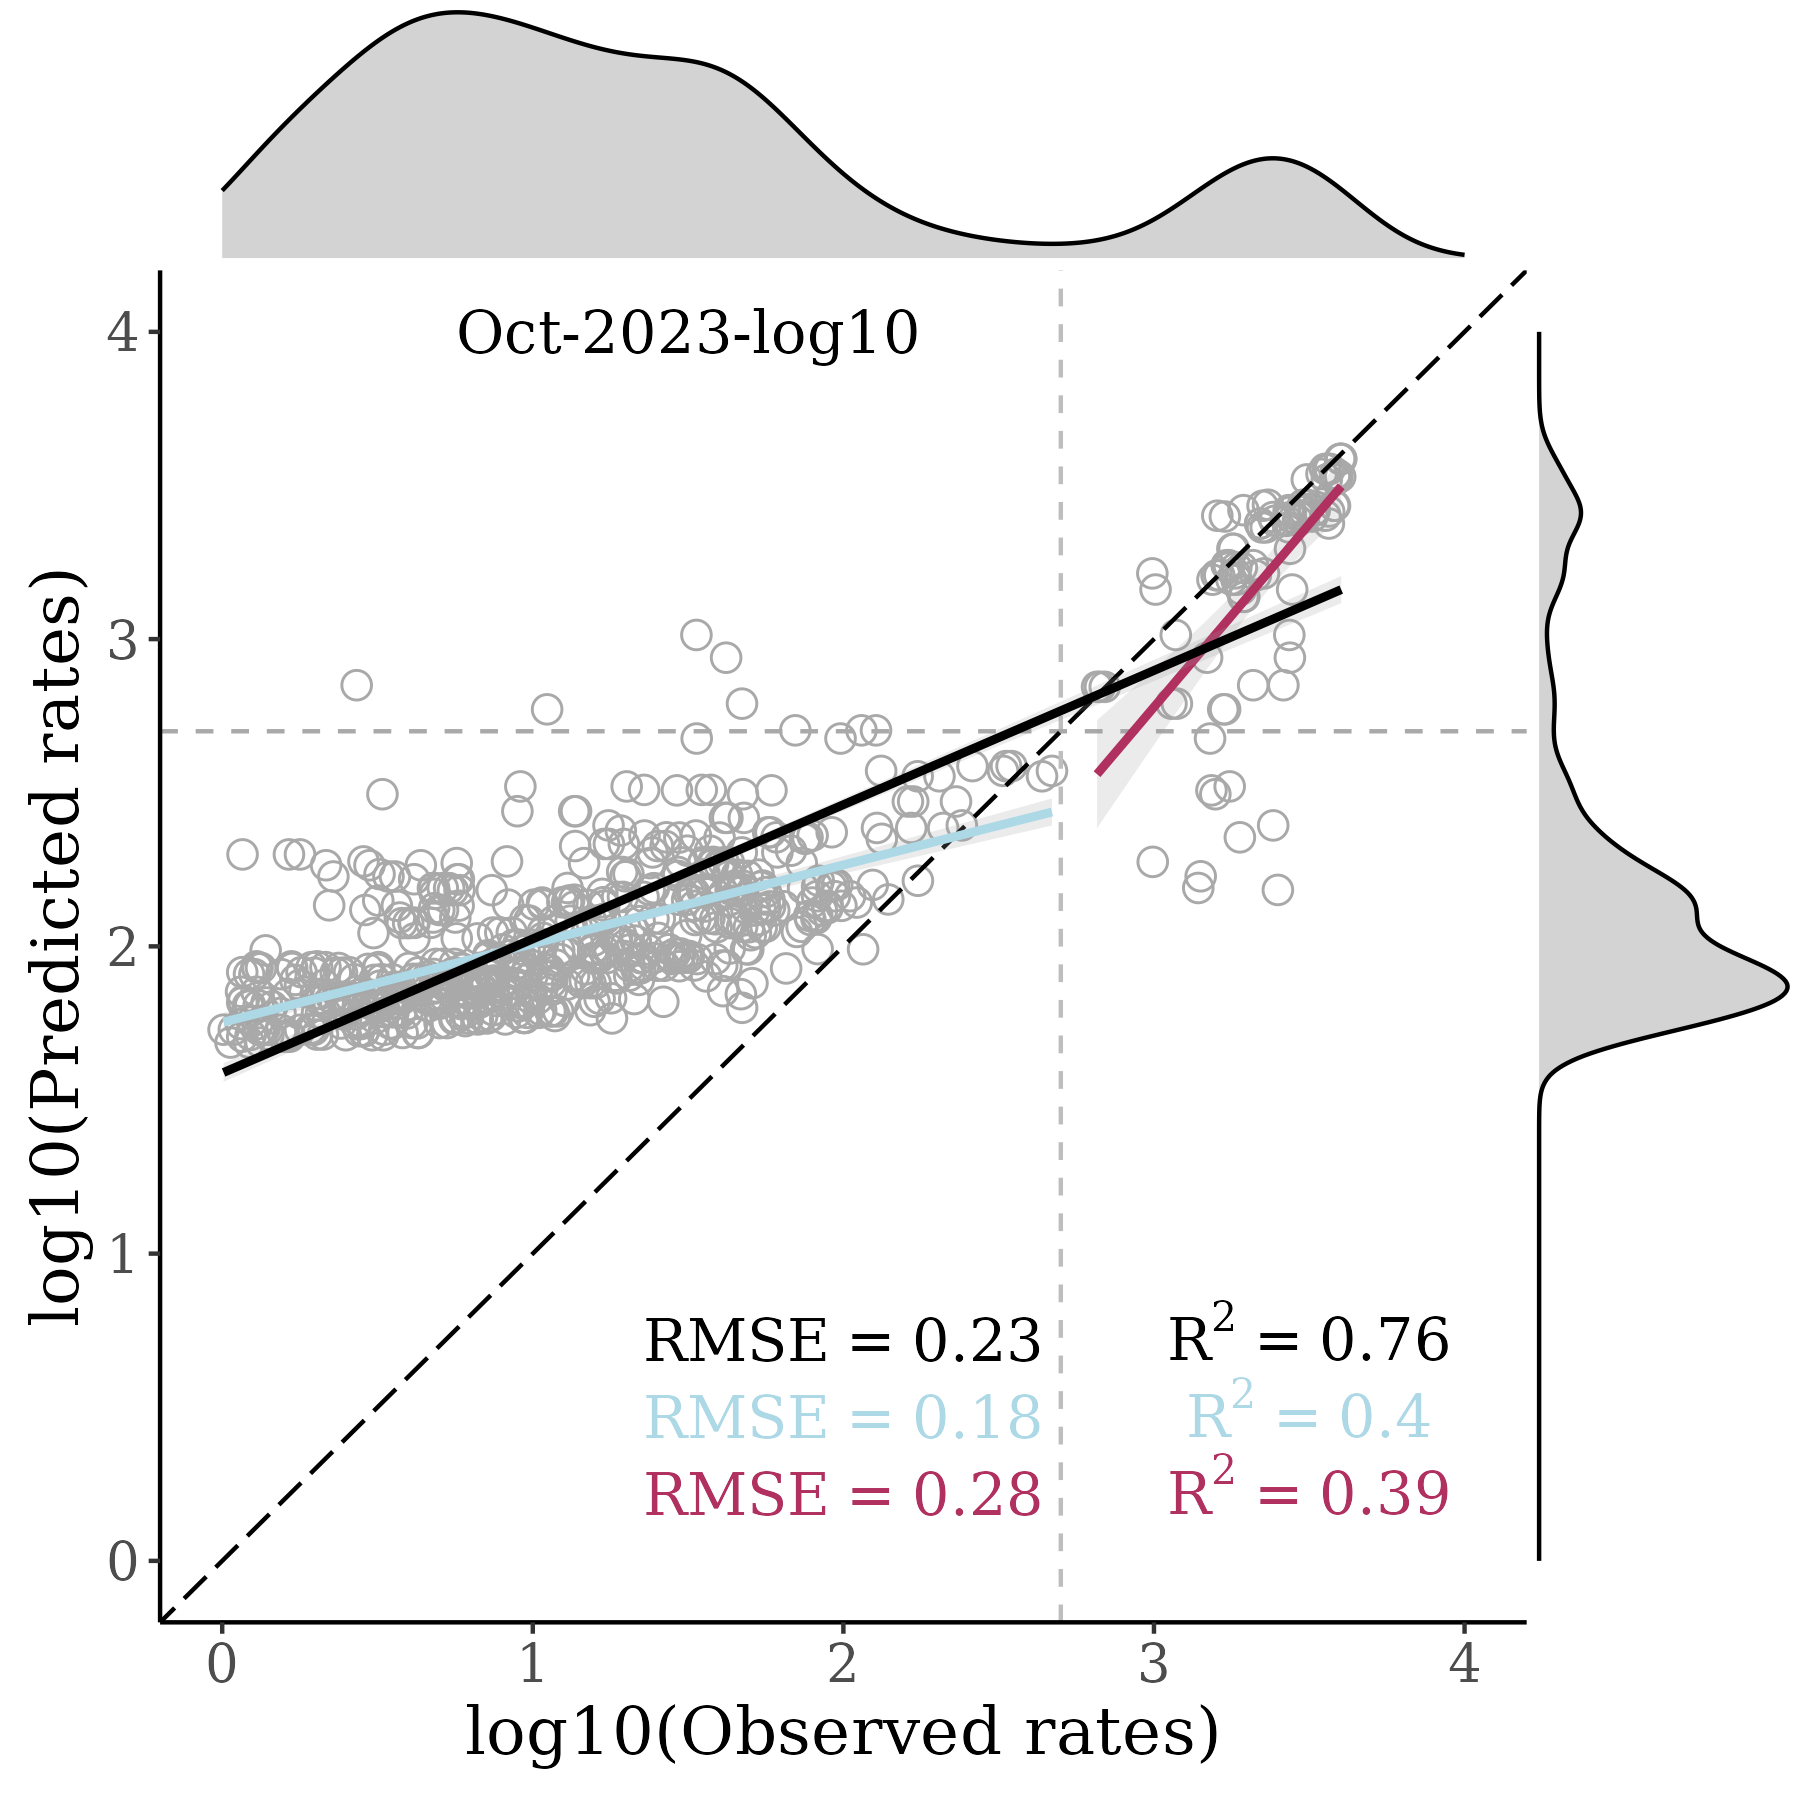 Oct-2023-log10
4
3
2
1
0
log10(Predicted rates)
RMSE = 0.23 R² = 0.76
RMSE = 0.18 R² = 0.4
RMSE = 0.28 R² = 0.39
0 1 2 3 4
log10(Observed rates)